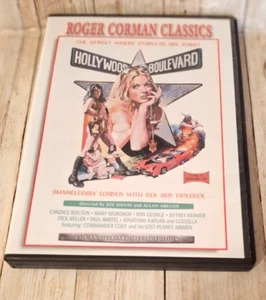 ROGER CORMAN CLASSICS
THE STREET WHERE STARLETS ARE MADE!
HOLLYWOOD BOULEVARD
SHAMELESSLY LOADED WITH SEX AND VIOLENCE
directed by JOE DANTE and ALLAN ARKUSH
CANDICE RIALSON • MARY WORONOV • RITA GEORGE • JEFFREY KRAMER
DICK MILLER • PAUL BARTEL • JONATHAN KAPLAN and GODZILLA
featuring COMMANDER CODY and his LOST PLANET AIRMEN